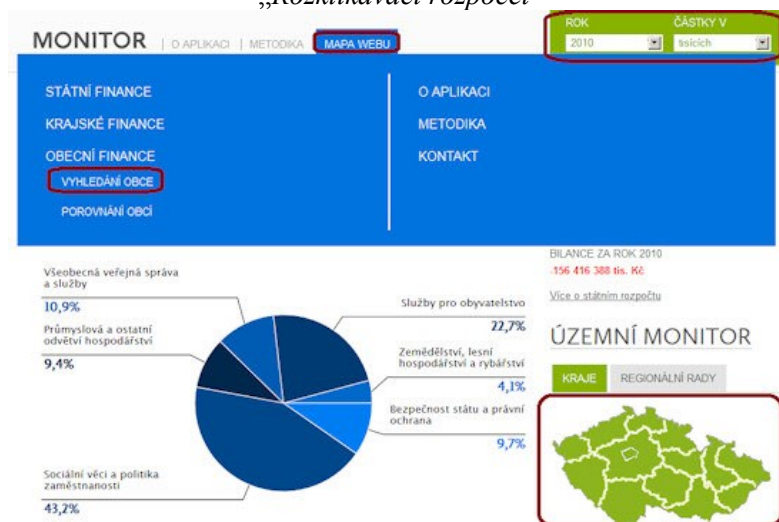 „Rozklikávací rozpočet“
MONITOR | O APLIKACI | METODIKA MAPA WEBU
ROK ČÁSTKY V
2010 tisících
STÁTNÍ FINANCE
KRAJSKÉ FINANCE
OBECNÍ FINANCE
VYHLEDÁNÍ OBCE
POROVNÁNÍ OBCÍ
O APLIKACI
METODIKA
KONTAKT
BILANCE ZA ROK 2010
-156 416 388 tis. Kč
Více o státním rozpočtu
Všeobecná veřejná správa
a služby
10,9%
Průmyslová a ostatní
odvětví hospodářství
9,4%
Sociální věci a politika
zaměstnanosti
43,2%
Služby pro obyvatelstvo
22,7%
Zemědělství, lesní
hospodářství a rybářství
4,1%
Bezpečnost státu a právní
ochrana
9,7%
ÚZEMNÍ MONITOR
KRAJE REGIONÁLNÍ RADY